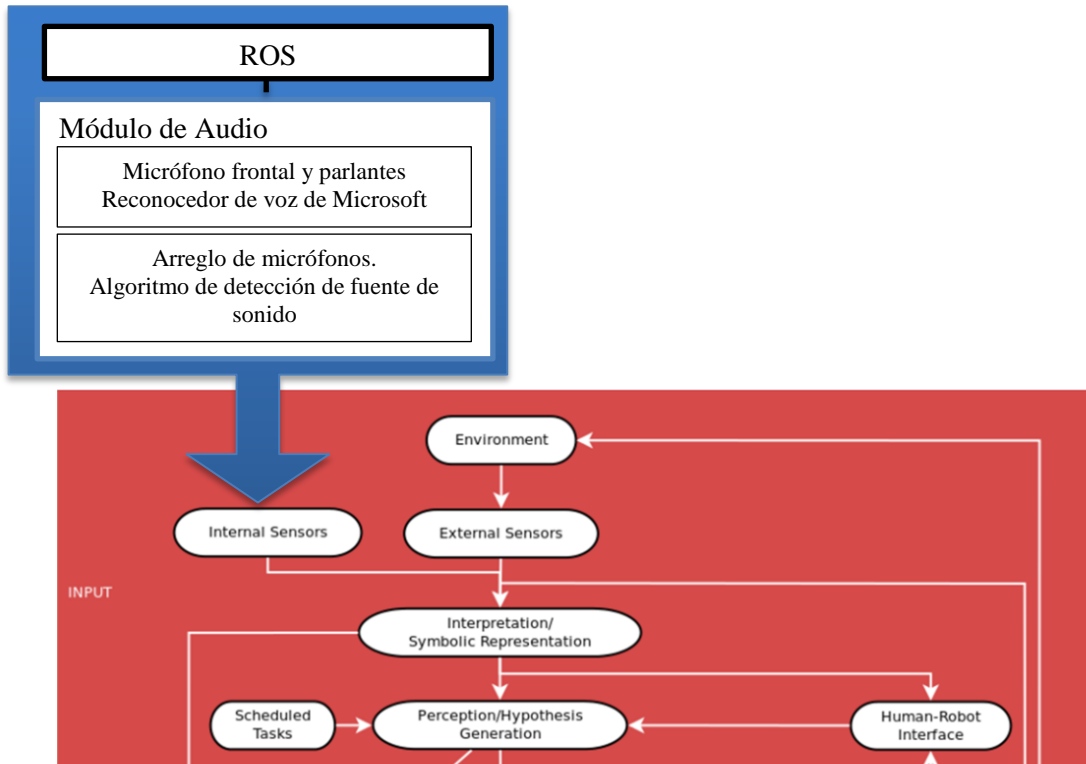 ROS
Módulo de Audio
Micrófono frontal y parlantes
Reconocedor de voz de Microsoft
Arreglo de micrófonos.
Algoritmo de detección de fuente de
sonido
Environment
Internal Sensors
External Sensors
INPUT
Interpretation/
Symbolic Representation
Scheduled
Tasks
Perception/Hypothesis
Generation
Human-Robot
Interface